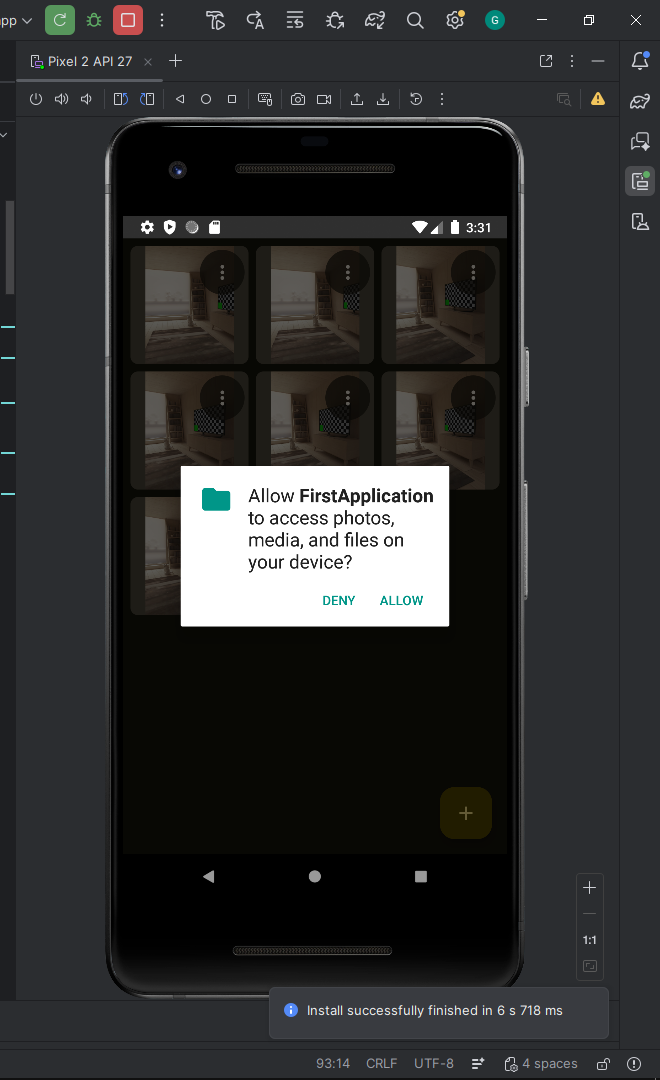 pp
G
Pixel 2 API 27
3:31
Allow FirstApplication
to access photos,
media, and files on
your device?
DENY
ALLOW
1:1
Install successfully finished in 6 s 718 ms
93:14
CRLF
UTF-8
4 spaces